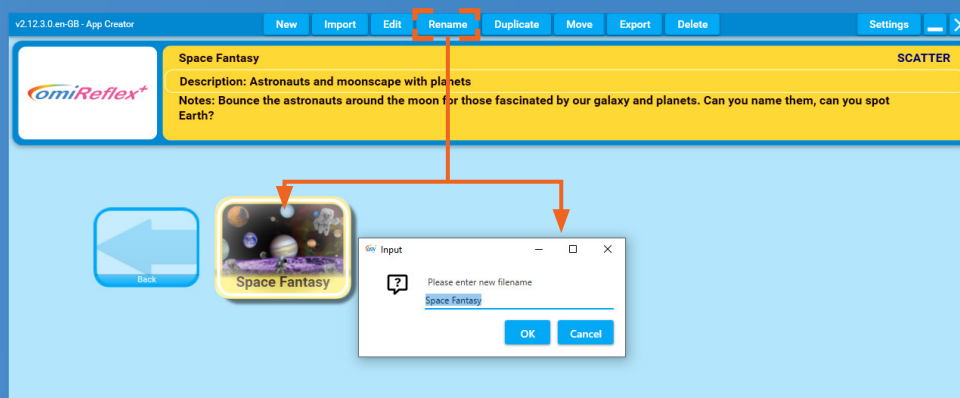 v2.12.3.0.en-GB - App Creator
New Import Edit Rename Duplicate Move Export Delete Settings
omiReflex+
Space Fantasy SCATTER
Description: Astronauts and moonscape with planets
Notes: Bounce the astronauts around the moon for those fascinated by our galaxy and planets. Can you name them, can you spot
Earth?
Back
Space Fantasy
Input
Please enter new filename
Space Fantasy
OK Cancel